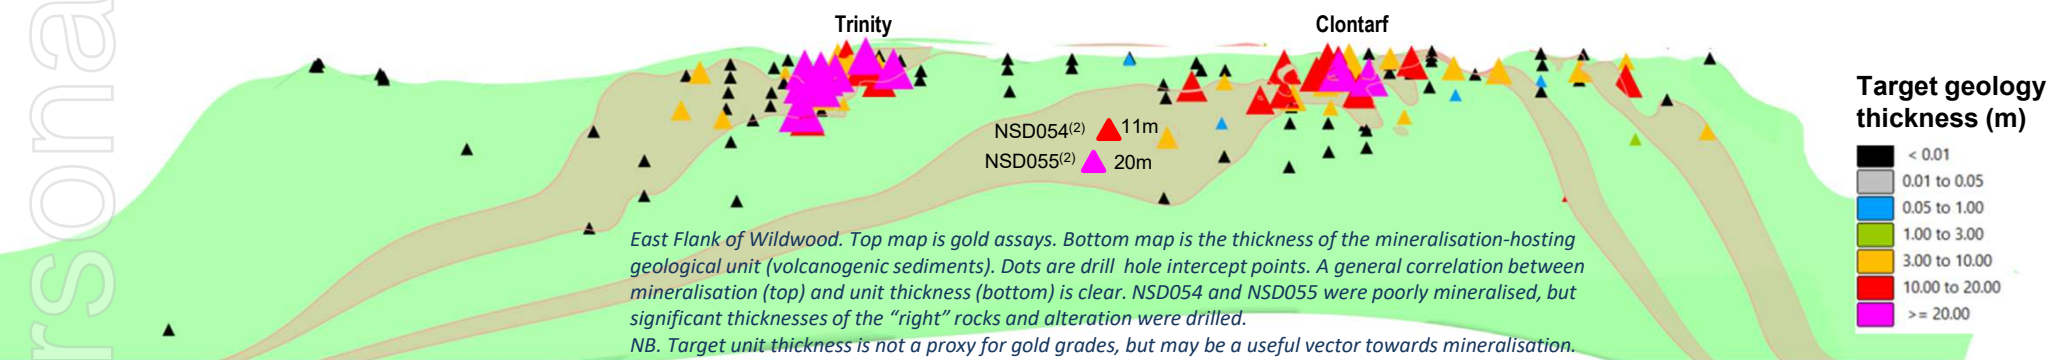 rsona
Trinity
Clontarf
Target geology
thickness (m)
< 0.01
0.01 to 0.05
0.05 to 1.00
1.00 to 3.00
3.00 to 10.00
10.00 to 20.00
>= 20.00
NSD054(2) 11m
NSD055(2) 20m
East Flank of Wildwood. Top map is gold assays. Bottom map is the thickness of the mineralisation-hosting
geological unit (volcanogenic sediments). Dots are drill hole intercept points. A general correlation between
mineralisation (top) and unit thickness (bottom) is clear. NSD054 and NSD055 were poorly mineralised, but
significant thicknesses of the “right” rocks and alteration were drilled.
NB. Target unit thickness is not a proxy for gold grades, but may be a useful vector towards mineralisation.